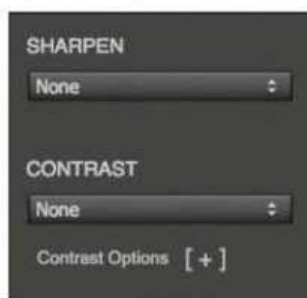 SHARPEN
None
CONTRAST
None
Contrast Options [+]